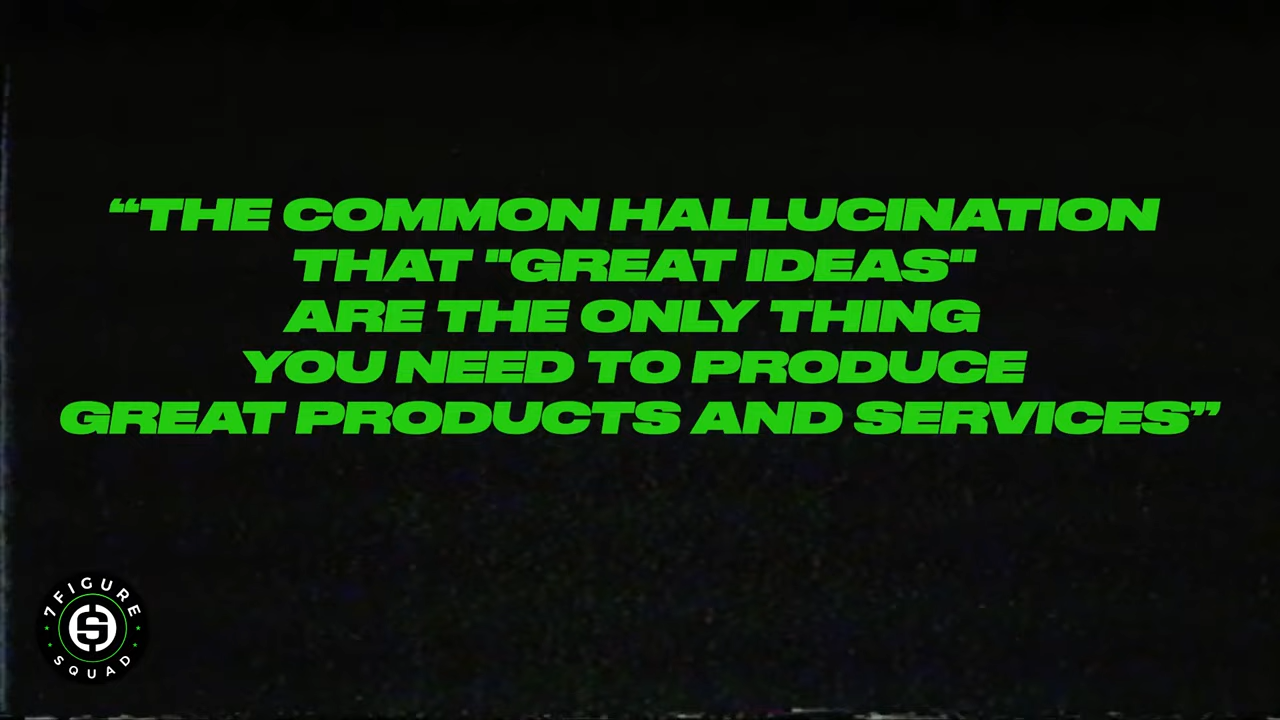 “THE COMMON HALLUCINATION
THAT "GREAT IDEAS"
ARE THE ONLY THING
YOU NEED TO PRODUCE
GREAT PRODUCTS AND SERVICES”
7FIGURE
SQUAD